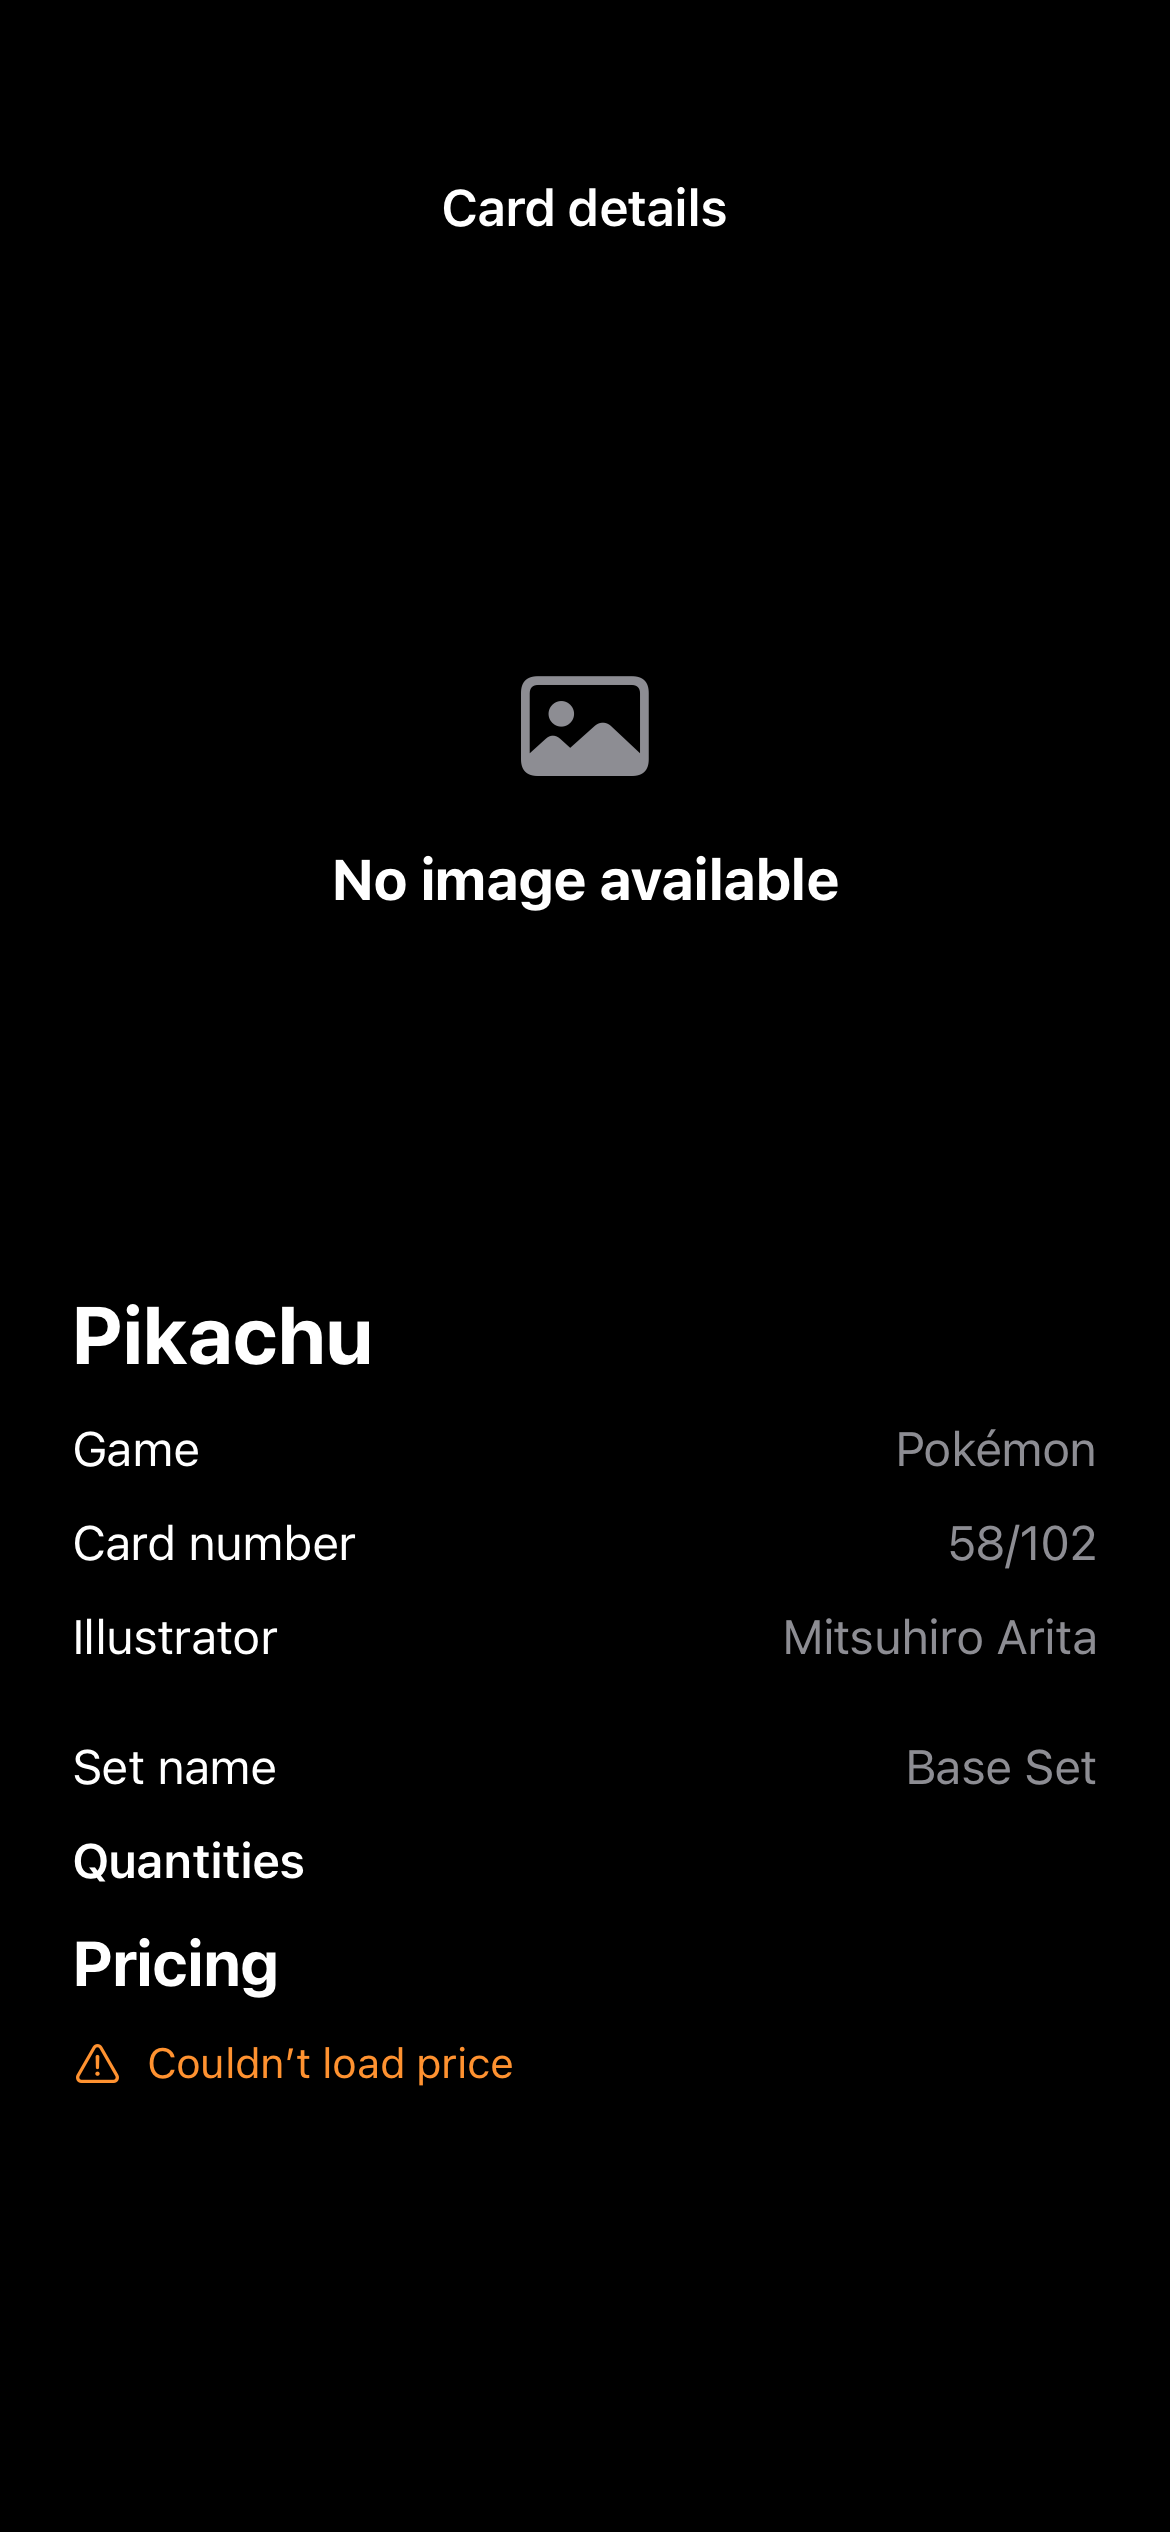 Card details
No image available
Pikachu
Game Pokémon
Card number 58/102
Illustrator Mitsuhiro Arita
Set name Base Set
Quantities
Pricing
Couldn’t load price